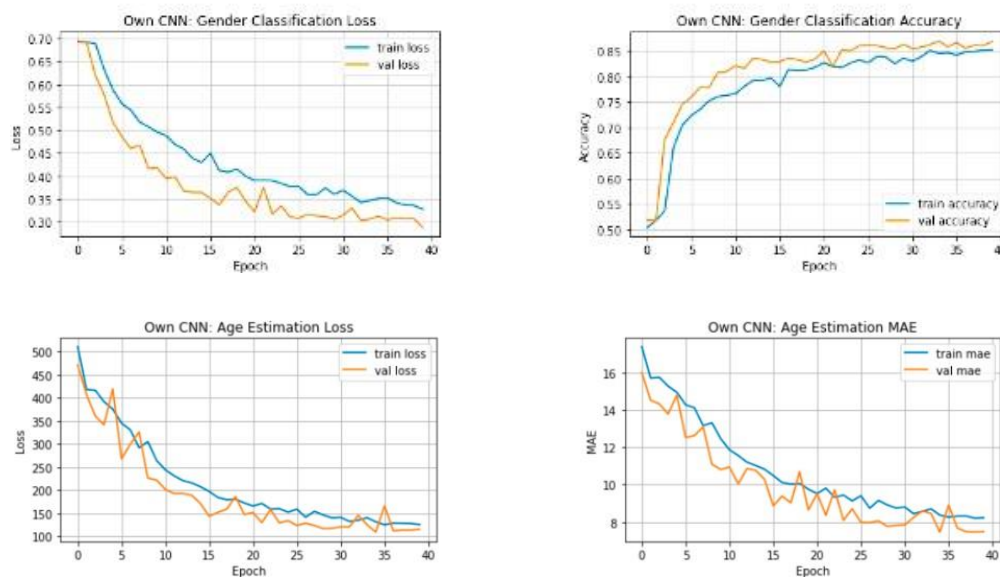 Own CNN: Gender Classification Loss
0.70
0.65
0.60
0.55
0.50
0.45
0.40
0.35
0.30
Loss
train loss
val loss
0 5 10 15 20 25 30 35 40
Epoch
Own CNN: Gender Classification Accuracy
0.85
0.80
0.75
0.70
0.65
0.60
0.55
0.50
Accuracy
train accuracy
val accuracy
0 5 10 15 20 25 30 35
Epoch
Own CNN: Age Estimation Loss
500
450
400
350
300
250
200
150
100
Loss
train loss
val loss
0 5 10 15 20 25 30 35 40
Epoch
Own CNN: Age Estimation MAE
16
14
12
10
8
MAE
train mae
val mae
0 5 10 15 20 25 30 35 40
Epoch